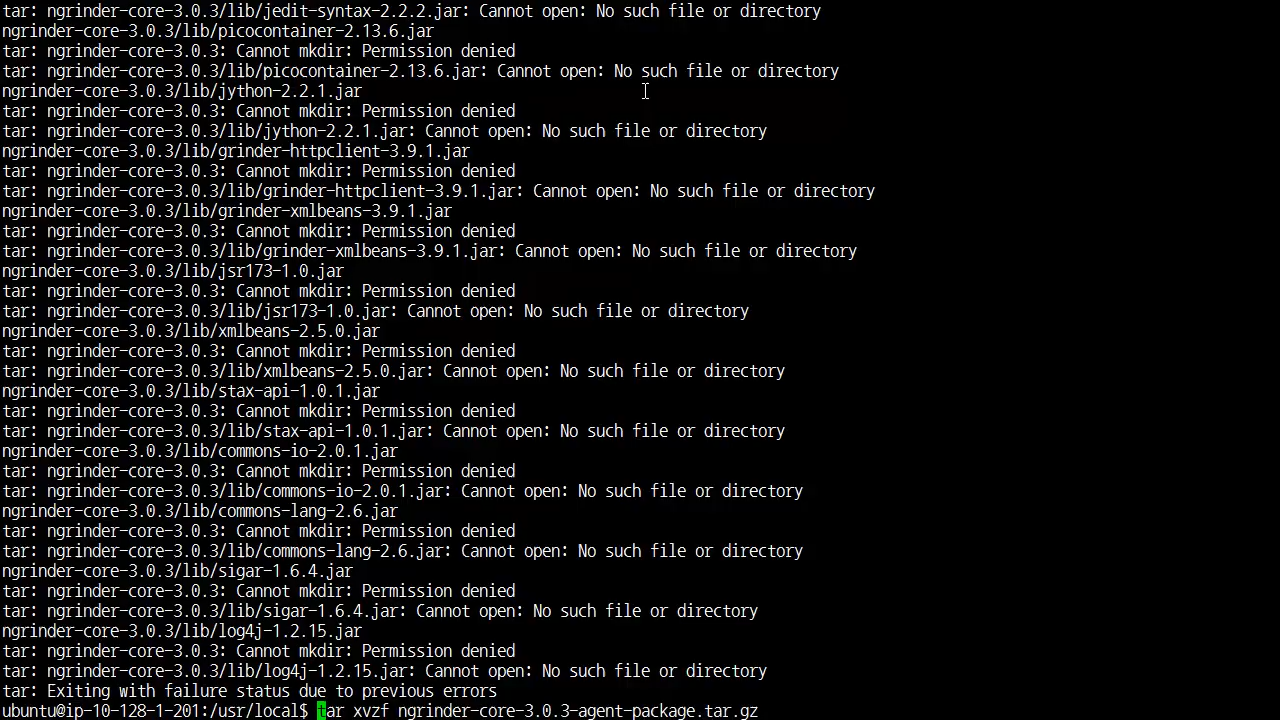 tar: ngrinder-core-3.0.3/lib/jedit-syntax-2.2.2.jar: Cannot open: No such file or directory
ngrinder-core-3.0.3/lib/picocontainer-2.13.6.jar
tar: ngrinder-core-3.0.3: Cannot mkdir: Permission denied
tar: ngrinder-core-3.0.3/lib/picocontainer-2.13.6.jar: Cannot open: No such file or directory
ngrinder-core-3.0.3/lib/jython-2.2.1.jar
tar: ngrinder-core-3.0.3: Cannot mkdir: Permission denied
tar: ngrinder-core-3.0.3/lib/jython-2.2.1.jar: Cannot open: No such file or directory
ngrinder-core-3.0.3/lib/grinder-httpclient-3.9.1.jar
tar: ngrinder-core-3.0.3: Cannot mkdir: Permission denied
tar: ngrinder-core-3.0.3/lib/grinder-httpclient-3.9.1.jar: Cannot open: No such file or directory
ngrinder-core-3.0.3/lib/grinder-xmlbeans-3.9.1.jar
tar: ngrinder-core-3.0.3: Cannot mkdir: Permission denied
tar: ngrinder-core-3.0.3/lib/grinder-xmlbeans-3.9.1.jar: Cannot open: No such file or directory
ngrinder-core-3.0.3/lib/jsr173-1.0.jar
tar: ngrinder-core-3.0.3: Cannot mkdir: Permission denied
tar: ngrinder-core-3.0.3/lib/jsr173-1.0.jar: Cannot open: No such file or directory
ngrinder-core-3.0.3/lib/xmlbeans-2.5.0.jar
tar: ngrinder-core-3.0.3: Cannot mkdir: Permission denied
tar: ngrinder-core-3.0.3/lib/xmlbeans-2.5.0.jar: Cannot open: No such file or directory
ngrinder-core-3.0.3/lib/stax-api-1.0.1.jar
tar: ngrinder-core-3.0.3: Cannot mkdir: Permission denied
tar: ngrinder-core-3.0.3/lib/stax-api-1.0.1.jar: Cannot open: No such file or directory
ngrinder-core-3.0.3/lib/commons-io-2.0.1.jar
tar: ngrinder-core-3.0.3: Cannot mkdir: Permission denied
tar: ngrinder-core-3.0.3/lib/commons-io-2.0.1.jar: Cannot open: No such file or directory
ngrinder-core-3.0.3/lib/commons-lang-2.6.jar
tar: ngrinder-core-3.0.3: Cannot mkdir: Permission denied
tar: ngrinder-core-3.0.3/lib/commons-lang-2.6.jar: Cannot open: No such file or directory
ngrinder-core-3.0.3/lib/sigar-1.6.4.jar
tar: ngrinder-core-3.0.3: Cannot mkdir: Permission denied
tar: ngrinder-core-3.0.3/lib/sigar-1.6.4.jar: Cannot open: No such file or directory
ngrinder-core-3.0.3/lib/log4j-1.2.15.jar
tar: ngrinder-core-3.0.3: Cannot mkdir: Permission denied
tar: ngrinder-core-3.0.3/lib/log4j-1.2.15.jar: Cannot open: No such file or directory
tar: Exiting with failure status due to previous errors
ubuntu@ip-10-128-1-201:/usr/local$ tar xvzf ngrinder-core-3.0.3-agent-package.tar.gz